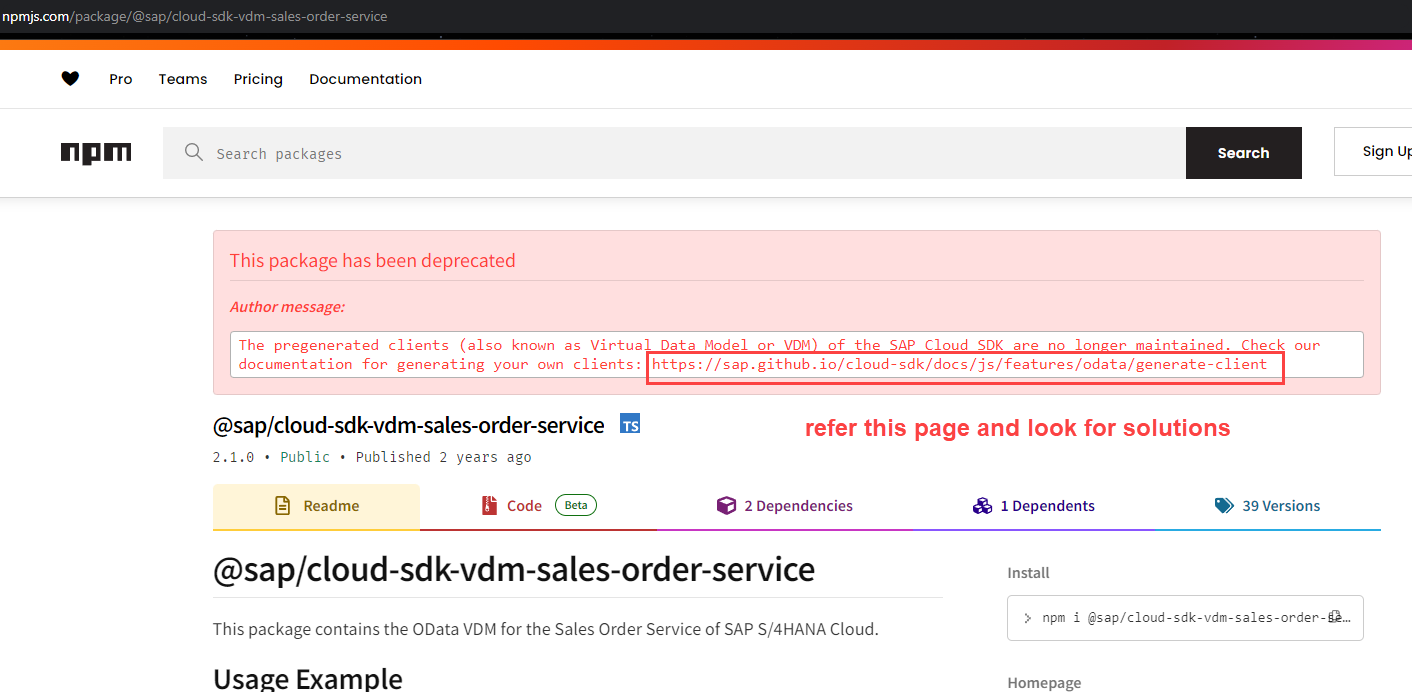 npmjs.com/package/@sap/cloud-sdk-vdm-sales-order-service
Pro Teams Pricing Documentation
npm Search packages Search Sign Up
This package has been deprecated
Author message:
The pregenerated clients (also known as Virtual Data Model or VDM) of the SAP Cloud SDK are no longer maintained. Check our
documentation for generating your own clients: https://sap.github.io/cloud-sdk/docs/js/features/odata/generate-client
@sap/cloud-sdk-vdm-sales-order-service TS
refer this page and look for solutions
2.1.0 • Public • Published 2 years ago
Readme Code Beta 2 Dependencies 1 Dependents 39 Versions
@sap/cloud-sdk-vdm-sales-order-service
This package contains the OData VDM for the Sales Order Service of SAP S/4HANA Cloud.
Usage Example
Install
npm i @sap/cloud-sdk-vdm-sales-order-se…
Homepage